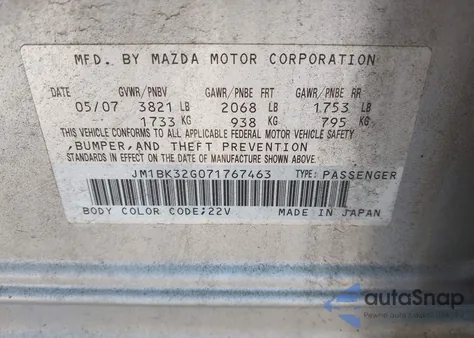 MFD. BY MAZDA MOTOR CORPORATION
DATE GVWR/PNBV GAWR/PNBE FRT GAWR/PNBE RR
05/07 3821 LB 2068 LB 1753 LB
1733 KG 938 KG 795 KG
THIS VEHICLE CONFORMS TO ALL APPLICABLE FEDERAL MOTOR VEHICLE SAFETY
,BUMPER,AND THEFT PREVENTION
STANDARDS IN EFFECT ON THE DATE OF MANUFACTURE SHOWN ABOVE.
JM1BK32G071767463 TYPE: PASSENGER
BODY COLOR CODE;22V MADE IN JAPAN
autoSnap